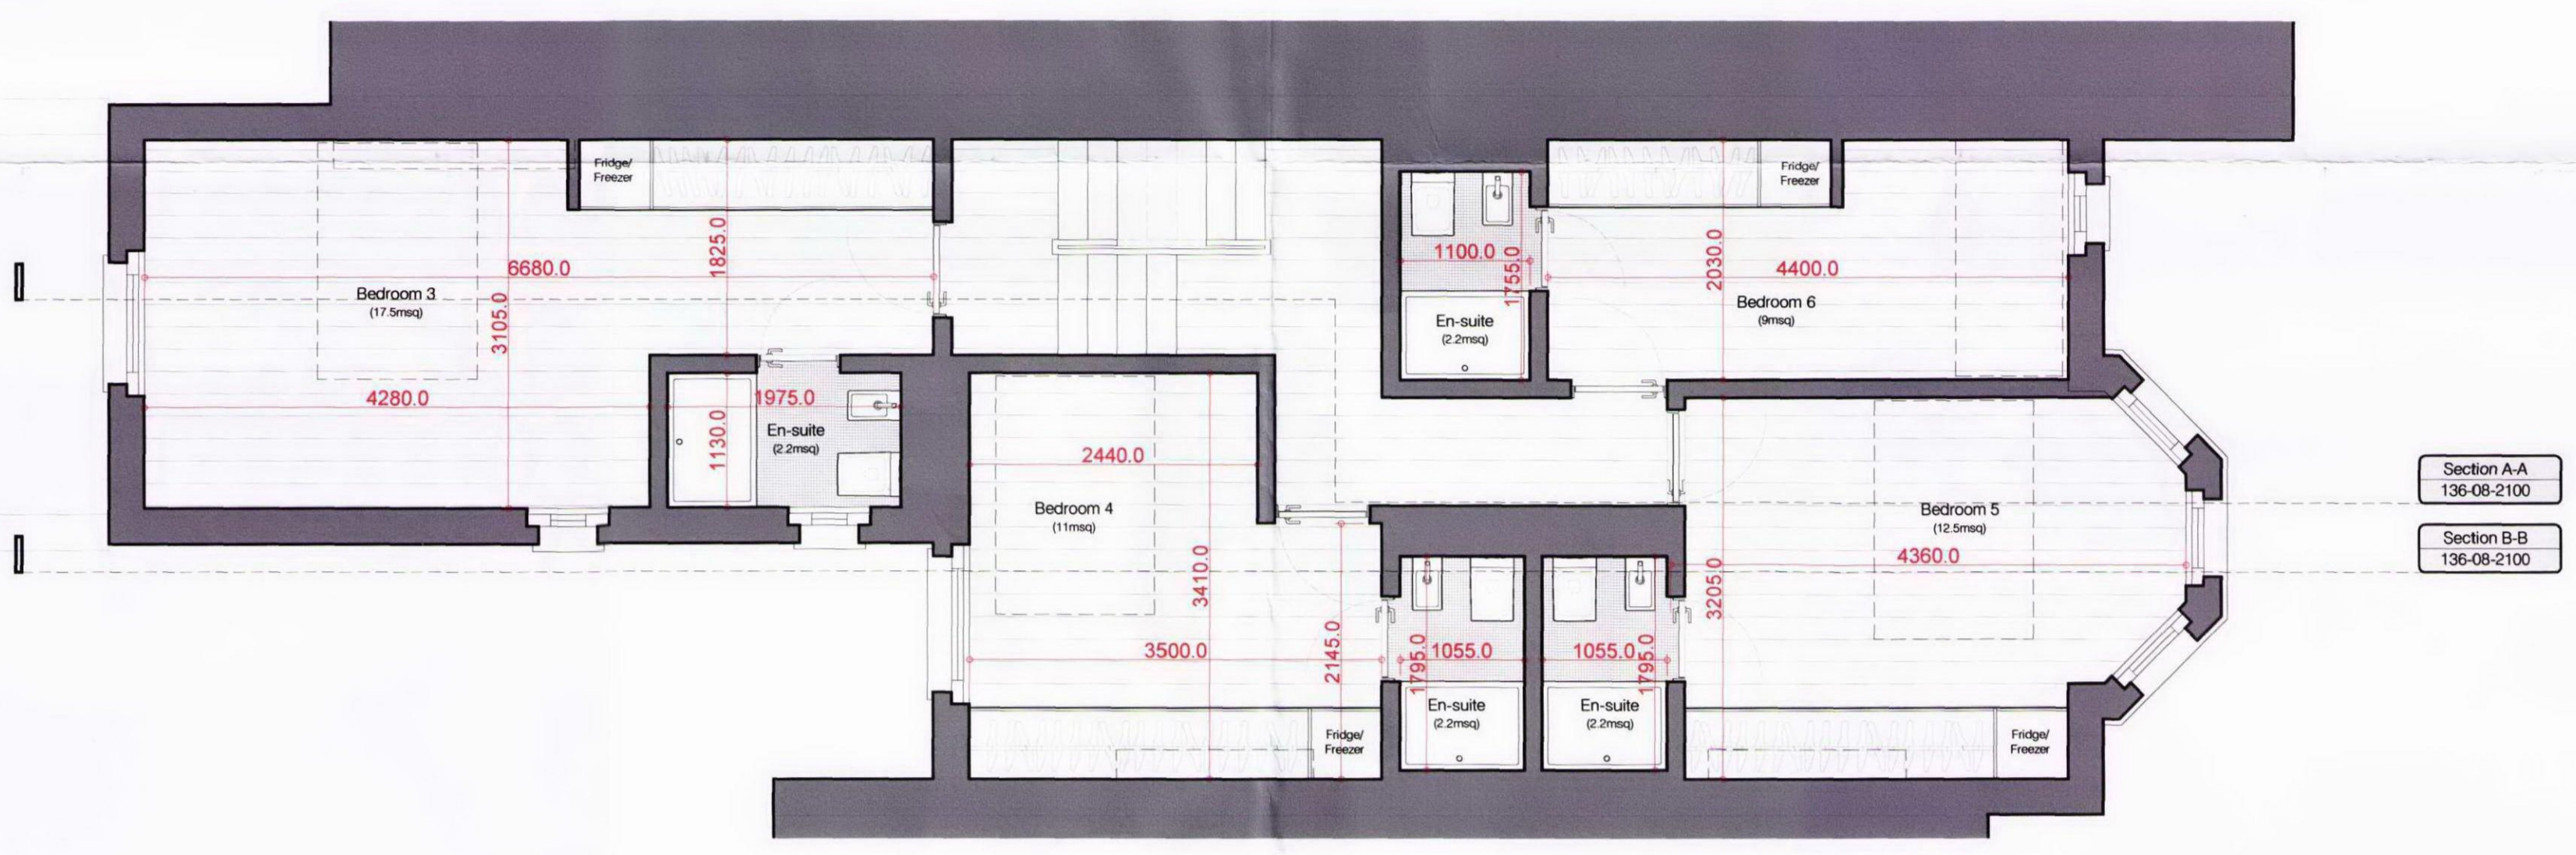 Fridge/
Freezer
1825.0
6680.0
Bedroom 3
(17.5msq)
3105.0
4280.0
1975.0
1130.0
En-suite
(2.2msq)
2440.0
Bedroom 4
(11msq)
3410.0
3500.0
2145.0
Fridge/
Freezer
1100.0
1755.0
En-suite
(2.2msq)
Fridge/
Freezer
2030.0
4400.0
Bedroom 6
(9msq)
1795.0
1055.0
En-suite
(2.2msq)
1055.0
1795.0
En-suite
(2.2msq)
3205.0
Bedroom 5
(12.5msq)
4360.0
Fridge/
Freezer
Section A-A
136-08-2100
Section B-B
136-08-2100